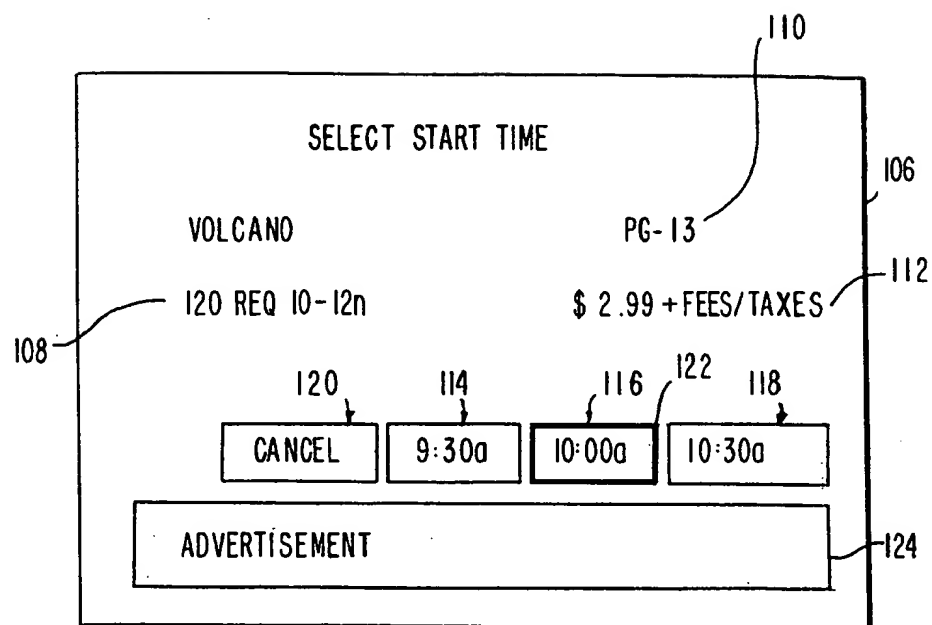 110
SELECT START TIME
106
VOLCANO PG-13
112
120 REQ 10-12n $ 2.99 +FEES/TAXES
108
120 114 116 122 118
CANCEL 9:30a 10:00a 10:30a
ADVERTISEMENT
124